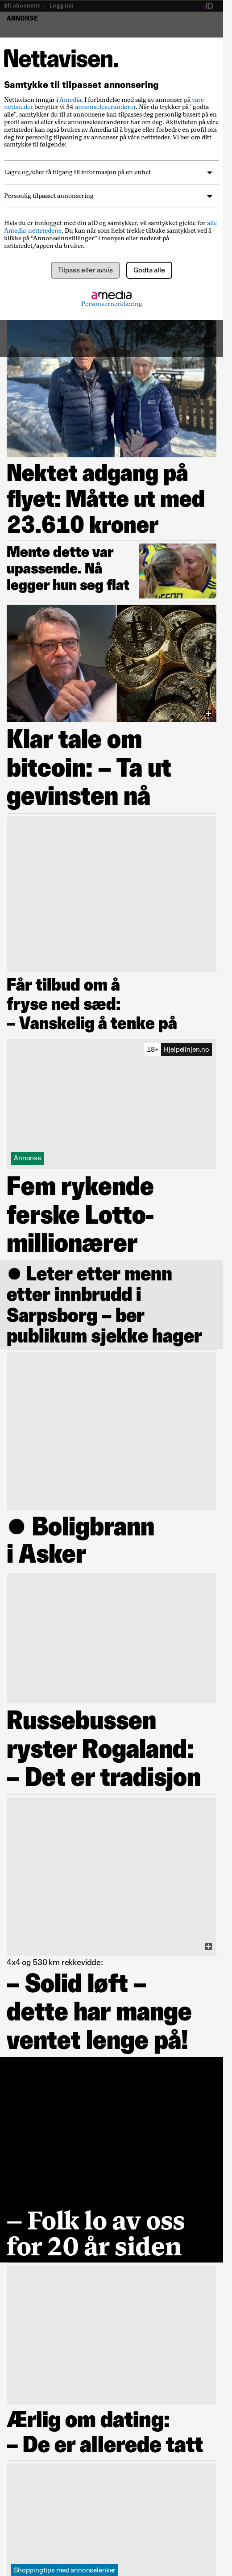 Bli abonnent | Logg inn
aID
ANNONSE
Nettavisen.
Samtykke til tilpasset annonsering
Nettavisen inngår i Amedia. I forbindelse med salg av annonser på våre
nettsteder benytter vi 34 annonseleverandører. Når du trykker på "godta
alle", samtykker du til at annonsene kan tilpasses deg personlig basert på en
profil som vi eller våre annonseleverandører har om deg. Aktiviteten på våre
nettsteder kan også brukes av Amedia til å bygge eller forbedre en profil om
deg for personlig tilpasning av annonser på våre nettsteder. Vi ber om ditt
samtykke til følgende:
Lagre og/eller få tilgang til informasjon på en enhet
Personlig tilpasset annonsering
Hvis du er innlogget med din aID og samtykker, vil samtykket gjelde for alle
Amedia-nettstedene. Du kan når som helst trekke tilbake samtykket ved å
klikke på “Annonseinnstillinger” i menyen eller nederst på
nettstedet/appen du bruker.
Tilpass eller avvis
Godta alle
amedia
Personvernerklæring
Nektet adgang på
flyet: Måtte ut med
23.610 kroner
Mente dette var
upassende. Nå
legger hun seg flat
Klar tale om
bitcoin: – Ta ut
gevinsten nå
Får tilbud om å
fryse ned sæd:
– Vanskelig å tenke på
18+ Hjelpelinjen.no
Annonse
Fem rykende
ferske Lotto-
millionærer
● Leter etter menn
etter innbrudd i
Sarpsborg – ber
publikum sjekke hager
● Boligbrann
i Asker
Russebussen
ryster Rogaland:
– Det er tradisjon
4x4 og 530 km rekkevidde:
– Solid løft –
dette har mange
ventet lenge på!
– Folk lo av oss
for 20 år siden
Ærlig om dating:
– De er allerede tatt
Shoppingtips med annonselenker